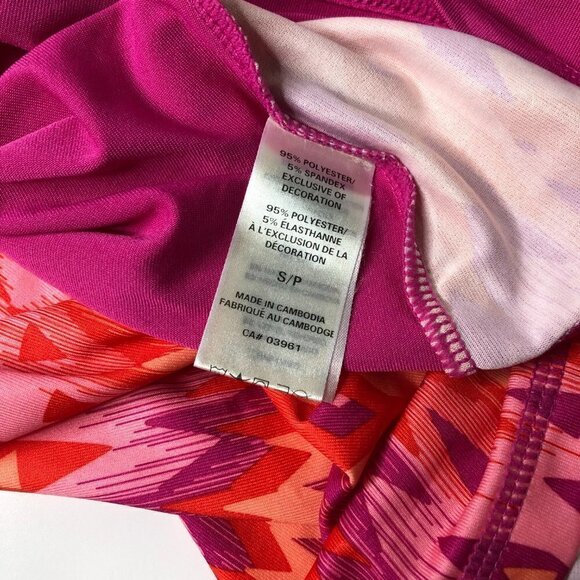 95% POLYESTER/
5% SPANDEX
EXCLUSIVE OF
DECORATION
95% POLYESTER/
5% ÉLASTHANNE
À L'EXCLUSION DE LA
DÉCORATION
S/P
MADE IN CAMBODIA
FABRIQUÉ AU CAMBODGE
CA# 03961